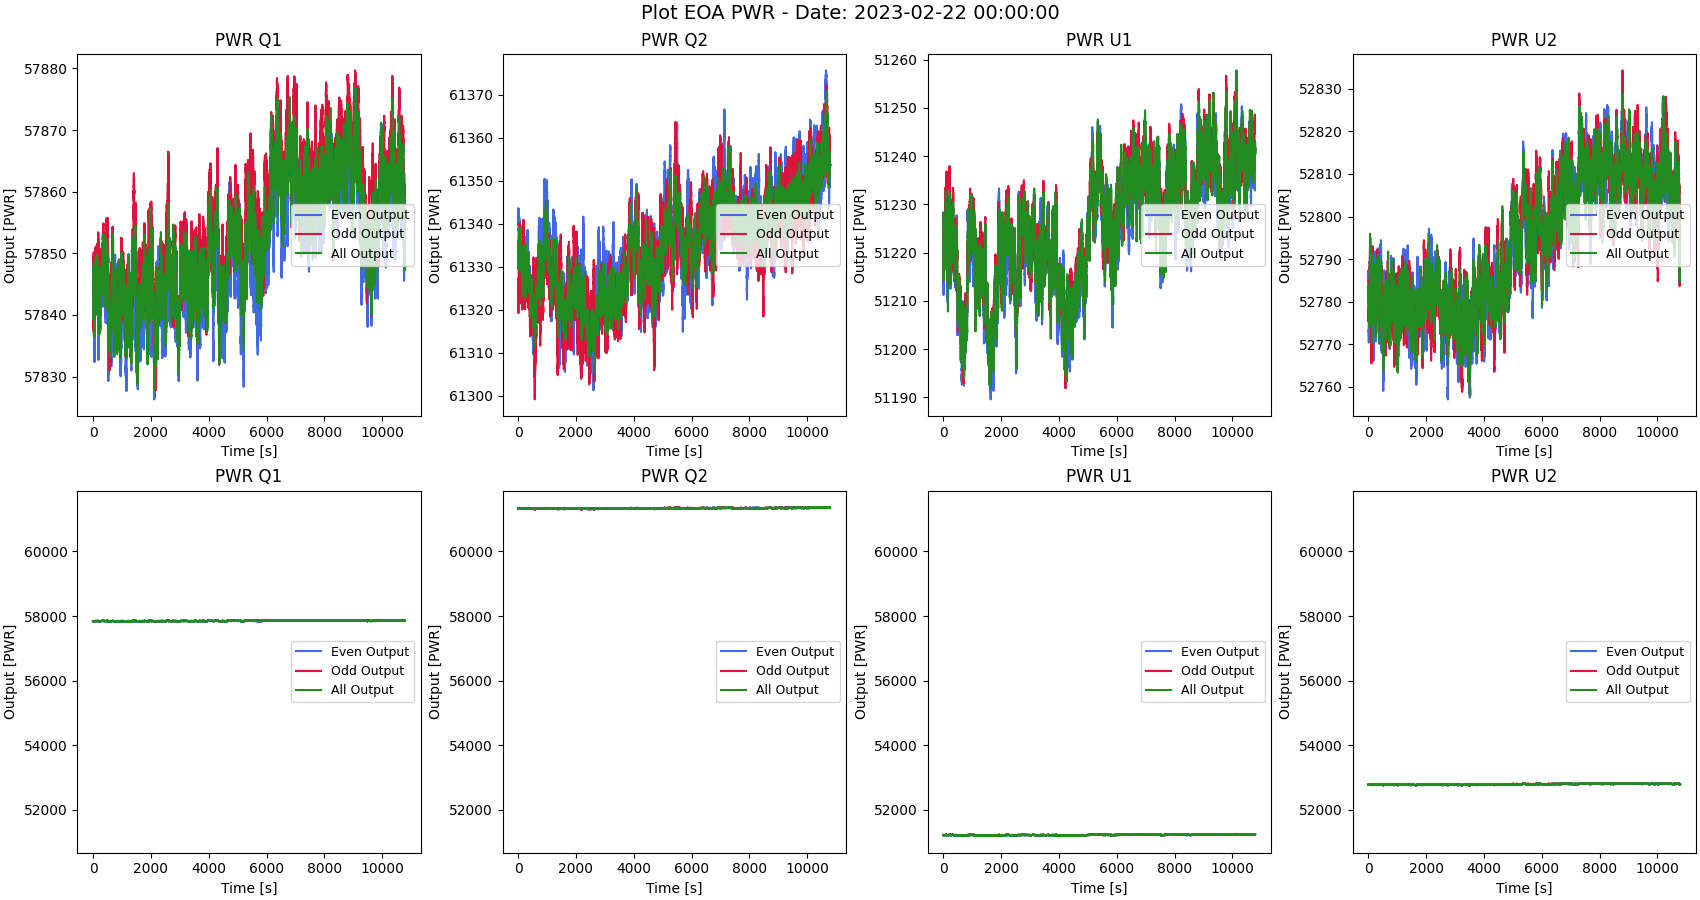 Plot EOA PWR - Date: 2023-02-22 00:00:00
PWR Q1
Output [PWR]
57880
57870
57860
57850
57840
57830
Even Output
Odd Output
All Output
0 2000 4000 6000 8000 10000
Time [s]
PWR Q2
Output [PWR]
61370
61360
61350
61340
61330
61320
61310
61300
Even Output
Odd Output
All Output
0 2000 4000 6000 8000 10000
Time [s]
PWR U1
Output [PWR]
51260
51250
51240
51230
51220
51210
51200
51190
Even Output
Odd Output
All Output
0 2000 4000 6000 8000 10000
Time [s]
PWR U2
Output [PWR]
52830
52820
52810
52800
52790
52780
52770
52760
Even Output
Odd Output
All Output
0 2000 4000 6000 8000 10000
Time [s]
PWR Q1
Output [PWR]
60000
58000
56000
54000
52000
Even Output
Odd Output
All Output
0 2000 4000 6000 8000 10000
Time [s]
PWR Q2
Output [PWR]
60000
58000
56000
54000
52000
Even Output
Odd Output
All Output
0 2000 4000 6000 8000 10000
Time [s]
PWR U1
Output [PWR]
60000
58000
56000
54000
52000
Even Output
Odd Output
All Output
0 2000 4000 6000 8000 10000
Time [s]
PWR U2
Output [PWR]
60000
58000
56000
54000
52000
Even Output
Odd Output
All Output
0 2000 4000 6000 8000 10000
Time [s]